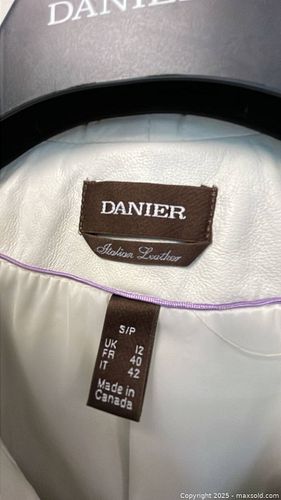 DANIER
DANIER
Italian Leather
S/P
UK 12
FR 40
IT 42
Made in
Canada
Copyright © 2025 - maxsold.com